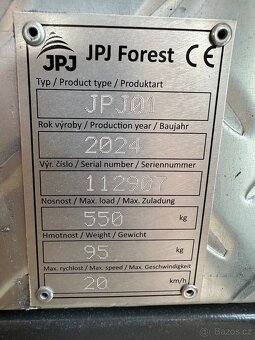 JPJ JPJ Forest CE
Typ / Product type / Produktart
JPJ01
Rok výroby / Production year / Baujahr
2024
Výr. číslo / Serial number / Seriennummer
112907
Nosnost / Max. load / Max. Zuladung
550 kg
Hmotnost / Weight / Gewicht
95 kg
Max. rychlost / Max. speed / Max. Geschwindigkeit
20 km/h